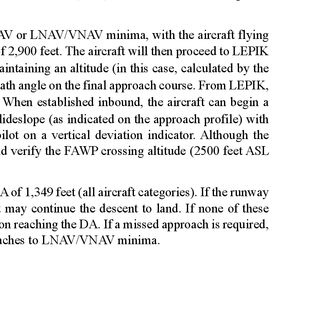 AV or LNAV/VNAV minima, with the aircraft flying
f 2,900 feet. The aircraft will then proceed to LEPIK
aintaining an altitude (in this case, calculated by the
ath angle on the final approach course. From LEPIK,
When established inbound, the aircraft can begin a
lideslope (as indicated on the approach profile) with
pilot on a vertical deviation indicator. Although the
d verify the FAWP crossing altitude (2500 feet ASL
A of 1,349 feet (all aircraft categories). If the runway
may continue the descent to land. If none of these
on reaching the DA. If a missed approach is required,
aches to LNAV/VNAV minima.